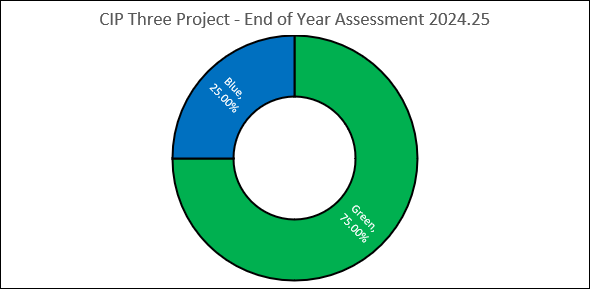 CIP Three Project - End of Year Assessment 2024.25
Blue,
25.00%
Green,
75.00%